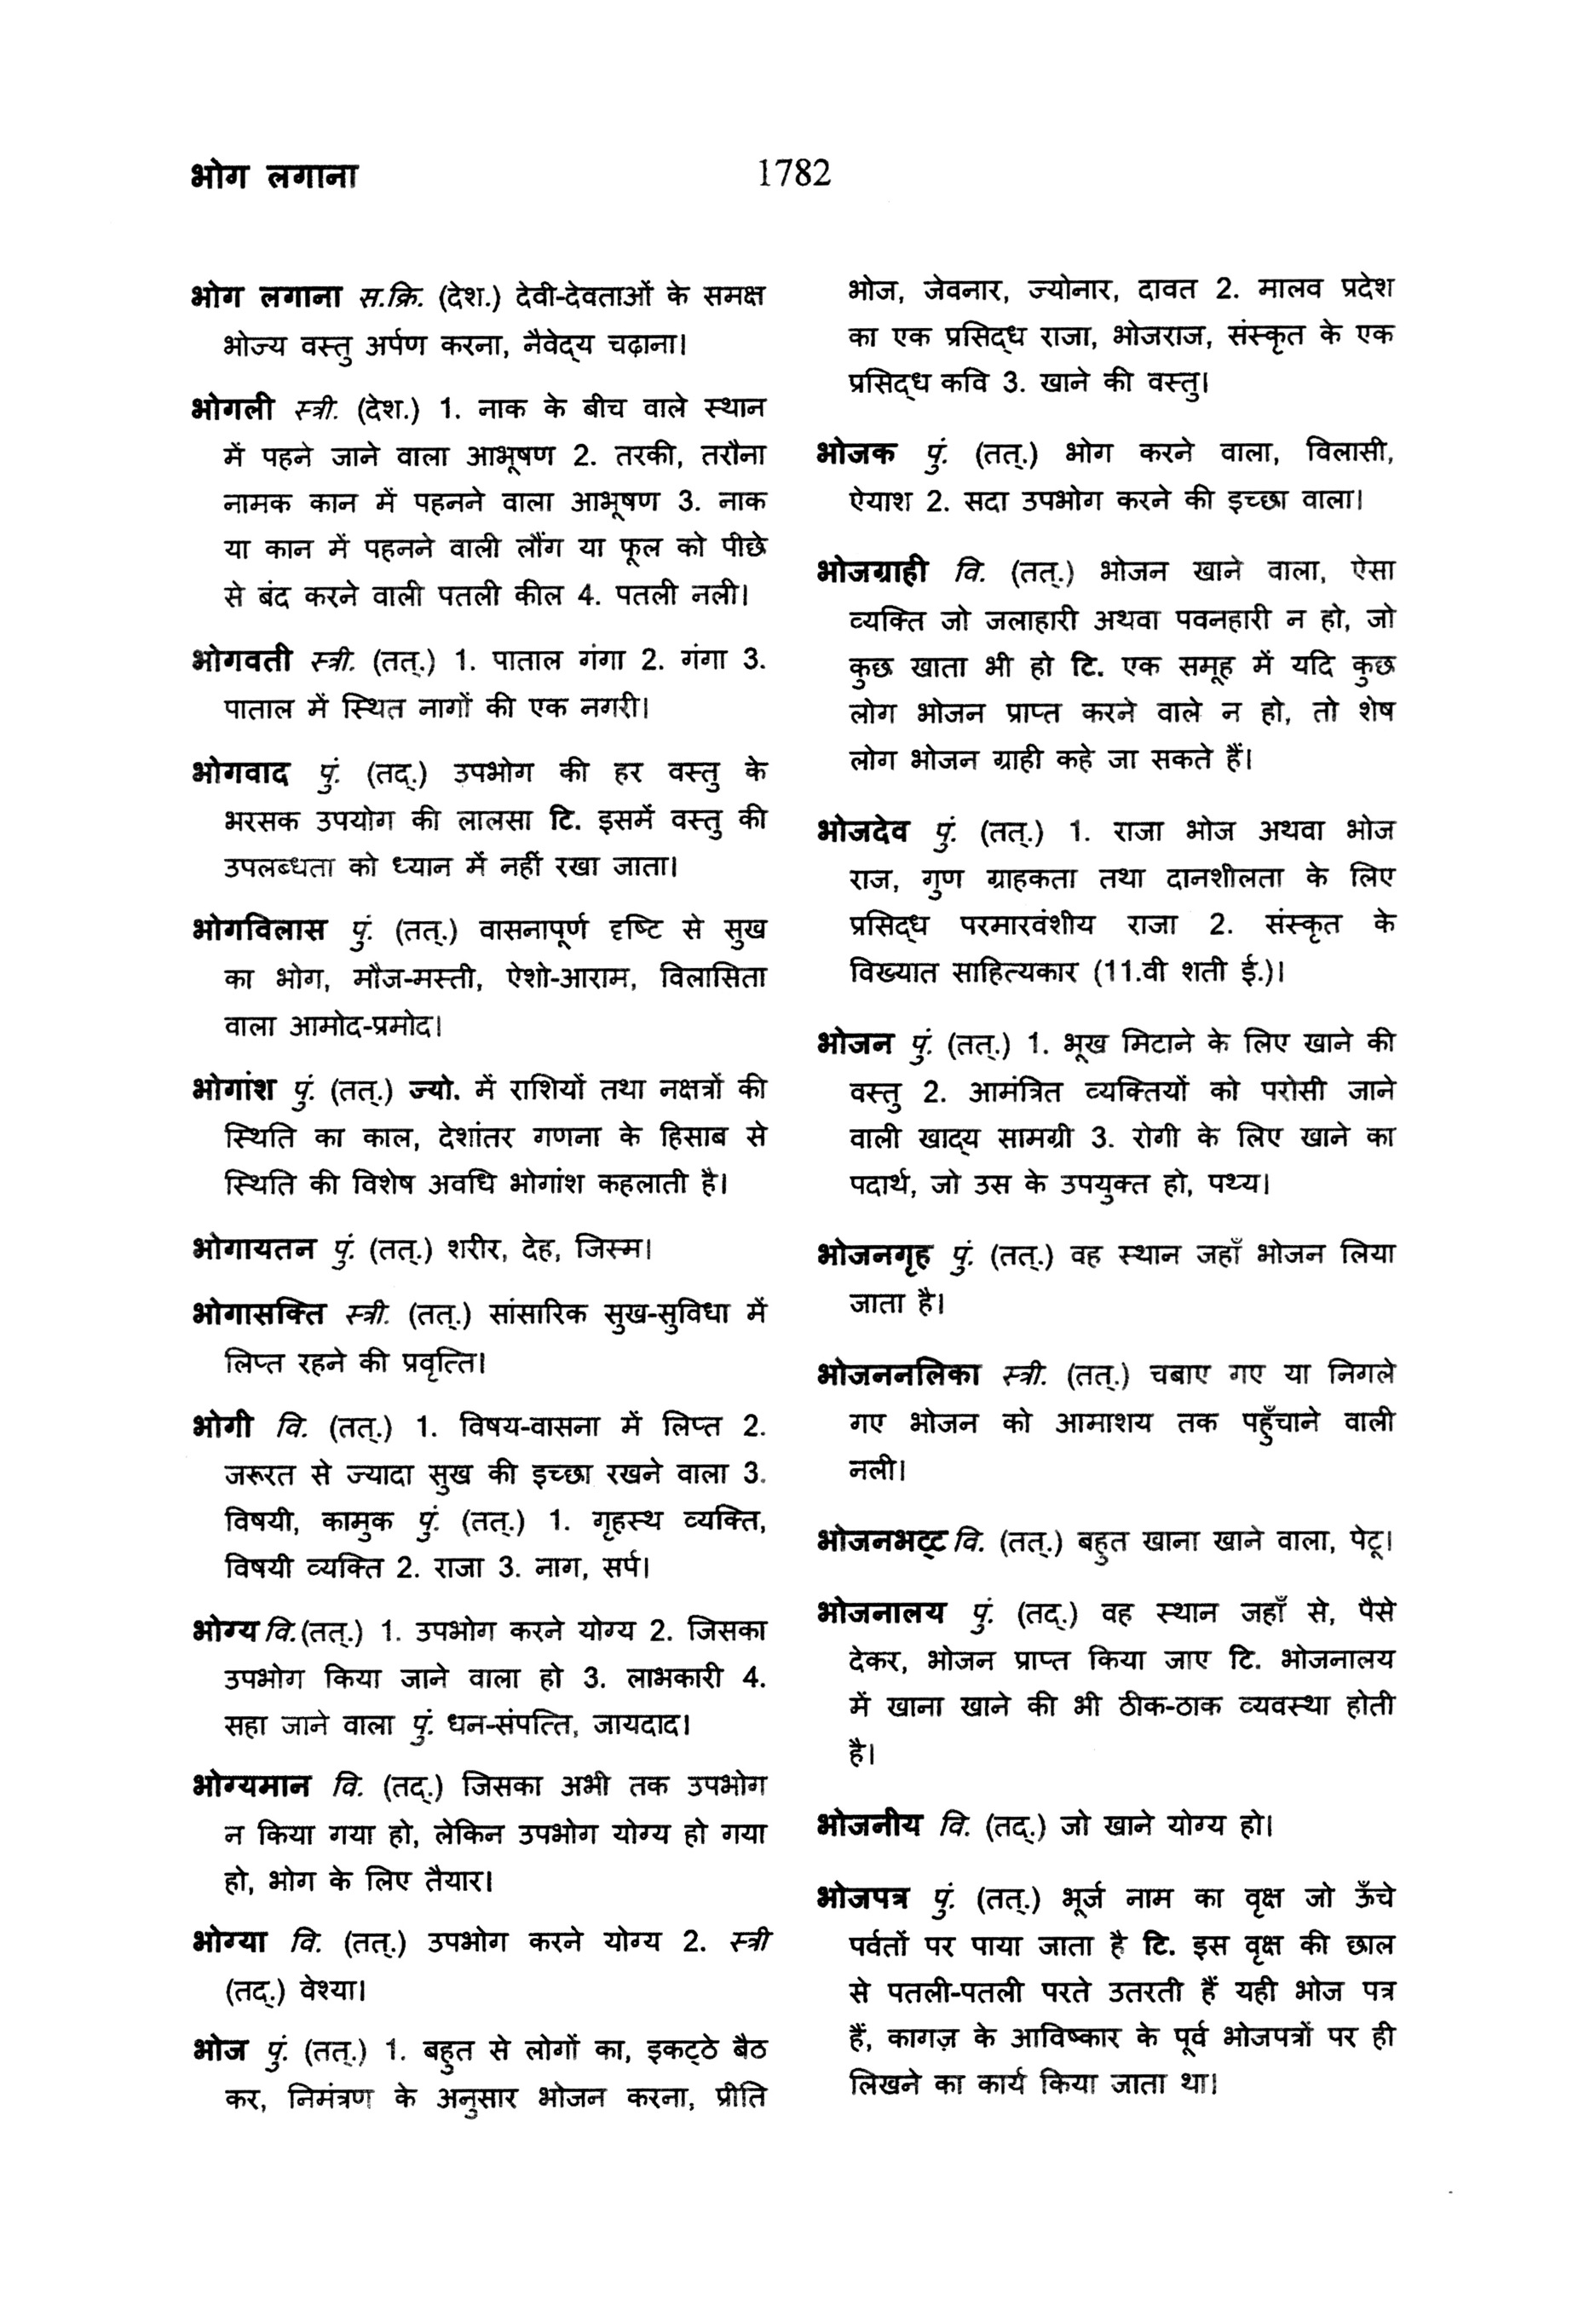 भोग लगाना
1782
भोग लगाना स.क्रि. (देश.) देवी-देवताओं के समक्ष
भोज्य वस्तु अर्पण करना, नैवेद्‌य चढ़ाना।
भोगली स्त्री. (देश.) 1. नाक के बीच वाले स्थान
में पहने जाने वाला आभूषण 2. तरकी, तरौना
नामक कान में पहनने वाला आभूषण 3. नाक
या कान में पहनने वाली लौंग या फूल को पीछे
से बंद करने वाली पतली कील 4. पतली नली।
भोगवती स्त्री. (तत्.) 1. पाताल गंगा 2. गंगा 3.
पाताल में स्थित नागों की एक नगरी।
भोगवाद पुं. (तद्.) उपभोग की हर वस्तु के
भरसक उपयोग की लालसा टि. इसमें वस्तु की
उपलब्धता को ध्यान में नहीं रखा जाता।
भोगविलास पुं. (तत्.) वासनापूर्ण दृष्टि से सुख
का भोग, मौज-मस्ती, ऐशो-आराम, विलासिता
वाला आमोद-प्रमोद।
भोगांश पुं. (तत्.) ज्यो. में राशियों तथा नक्षत्रों की
स्थिति का काल, देशांतर गणना के हिसाब से
स्थिति की विशेष अवधि भोगांश कहलाती है।
भोगायतन पुं. (तत्.) शरीर, देह, जिस्म।
भोगासक्ति स्त्री. (तत्.) सांसारिक सुख-सुविधा में
लिप्त रहने की प्रवृत्ति।
भोगी वि. (तत्.) 1. विषय-वासना में लिप्त 2.
जरूरत से ज्यादा सुख की इच्छा रखने वाला 3.
विषयी, कामुक पुं. (तत्.) 1. गृहस्थ व्यक्ति,
विषयी व्यक्ति 2. राजा 3. नाग, सर्प।
भोग्य वि.(तत्.) 1. उपभोग करने योग्य 2. जिसका
उपभोग किया जाने वाला हो 3. लाभकारी 4.
सहा जाने वाला पुं. धन-संपत्ति, जायदाद।
भोग्यमान वि. (तद्.) जिसका अभी तक उपभोग
न किया गया हो, लेकिन उपभोग योग्य हो गया
हो, भोग के लिए तैयार।
भोग्या वि. (तत्.) उपभोग करने योग्य 2. स्त्री
(तद्.) वेश्या।
भोज पुं. (तत्.) 1. बहुत से लोगों का, इकट्‌ठे बैठ
कर, निमंत्रण के अनुसार भोजन करना, प्रीति
भोज, जेवनार, ज्योनार, दावत 2. मालव प्रदेश
का एक प्रसिद्‌ध राजा, भोजराज, संस्कृत के एक
प्रसिद्‌ध कवि 3. खाने की वस्तु।
भोजक पुं. (तत्.) भोग करने वाला, विलासी,
ऐयाश 2. सदा उपभोग करने की इच्छा वाला।
भोजग्राही वि. (तत्.) भोजन खाने वाला, ऐसा
व्यक्ति जो जलाहारी अथवा पवनहारी न हो, जो
कुछ खाता भी हो टि. एक समूह में यदि कुछ
लोग भोजन प्राप्त करने वाले न हो, तो शेष
लोग भोजन ग्राही कहे जा सकते हैं।
भोजदेव पुं. (तत्.) 1. राजा भोज अथवा भोज
राज, गुण ग्राहकता तथा दानशीलता के लिए
प्रसिद्‌ध परमारवंशीय राजा 2. संस्कृत के
विख्यात साहित्यकार (11.वी शती ई.)।
भोजन पुं. (तत्.) 1. भूख मिटाने के लिए खाने की
वस्तु 2. आमंत्रित व्यक्तियों को परोसी जाने
वाली खाद्‌य सामग्री 3. रोगी के लिए खाने का
पदार्थ, जो उस के उपयुक्त हो, पथ्य।
भोजनगृह पुं. (तत्.) वह स्थान जहाँ भोजन लिया
जाता है।
भोजननलिका स्त्री. (तत्.) चबाए गए या निगले
गए भोजन को आमाशय तक पहुँचाने वाली
नली।
भोजनभट्‌ट वि. (तत्.) बहुत खाना खाने वाला, पेटू।
भोजनालय पुं. (तद्.) वह स्थान जहाँ से, पैसे
देकर, भोजन प्राप्त किया जाए टि. भोजनालय
में खाना खाने की भी ठीक-ठाक व्यवस्था होती
है।
भोजनीय वि. (तद्.) जो खाने योग्य हो।
भोजपत्र पुं. (तत्.) भूर्ज नाम का वृक्ष जो ऊँचे
पर्वतों पर पाया जाता है टि. इस वृक्ष की छाल
से पतली-पतली परते उतरती हैं यही भोज पत्र
हैं, कागज़ के आविष्कार के पूर्व भोजपत्रों पर ही
लिखने का कार्य किया जाता था।